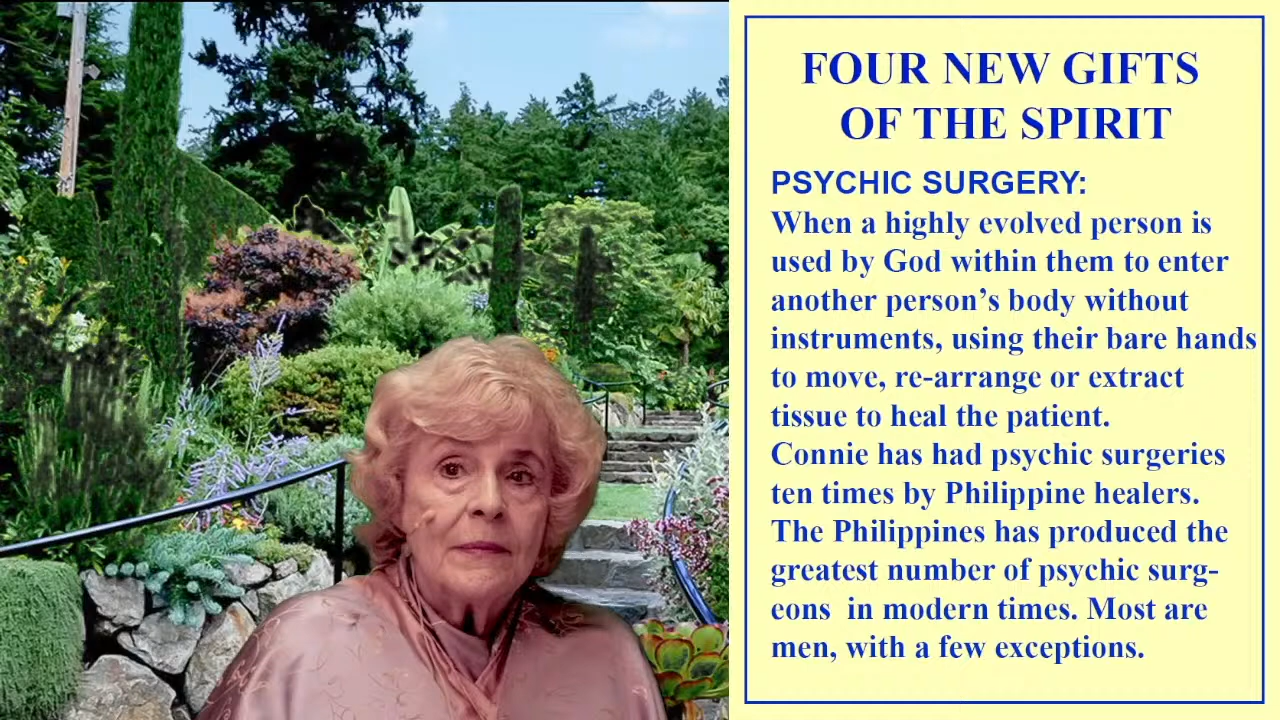 FOUR NEW GIFTS
OF THE SPIRIT
PSYCHIC SURGERY:
When a highly evolved person is
used by God within them to enter
another person's body without
instruments, using their bare hands
to move, re-arrange or extract
tissue to heal the patient.
Connie has had psychic surgeries
ten times by Philippine healers.
The Philippines has produced the
greatest number of psychic surg-
eons  in modern times. Most are
men, with a few exceptions.